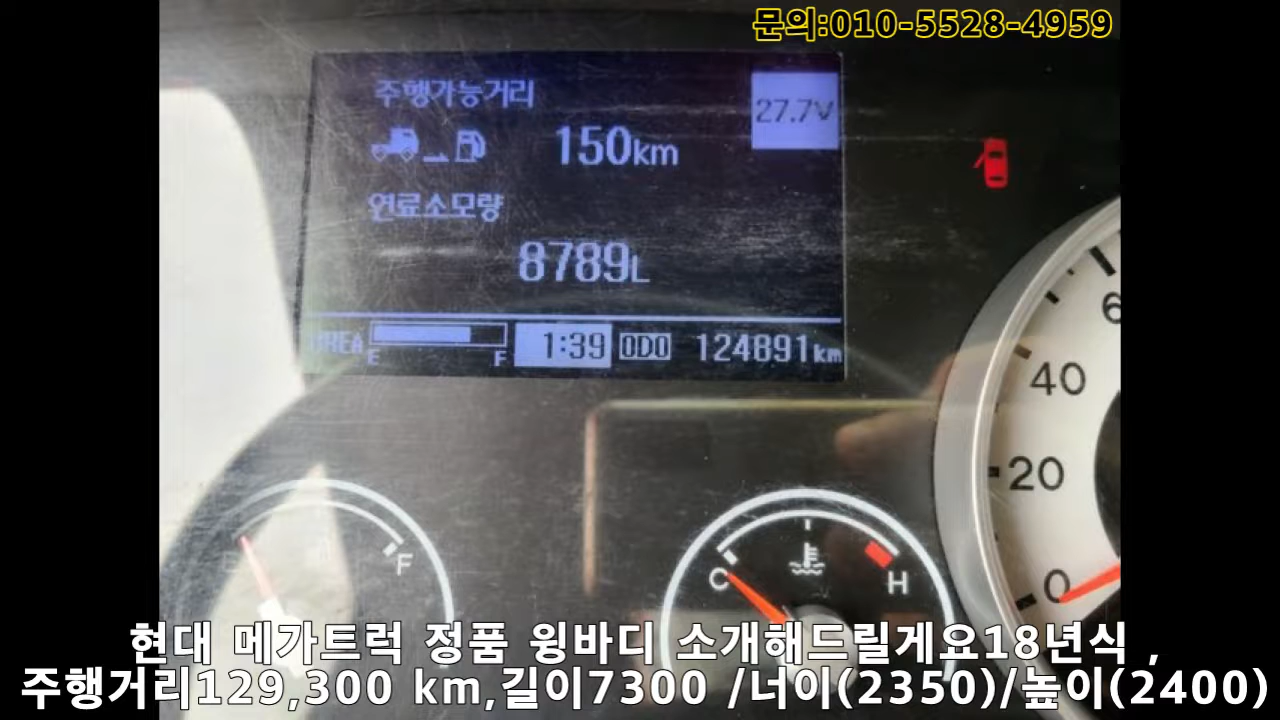 문의:010-5528-4959
주행가능거리
27.7V
150km
연료소모량
8789L
UREA E F 1:39 ODO 124891km
6
40
20
0
F
C H
현대 메가트럭 정품 윙바디 소개해드릴게요18년식 ,
주행거리129,300 km,길이7300 /너이(2350)/높이(2400)